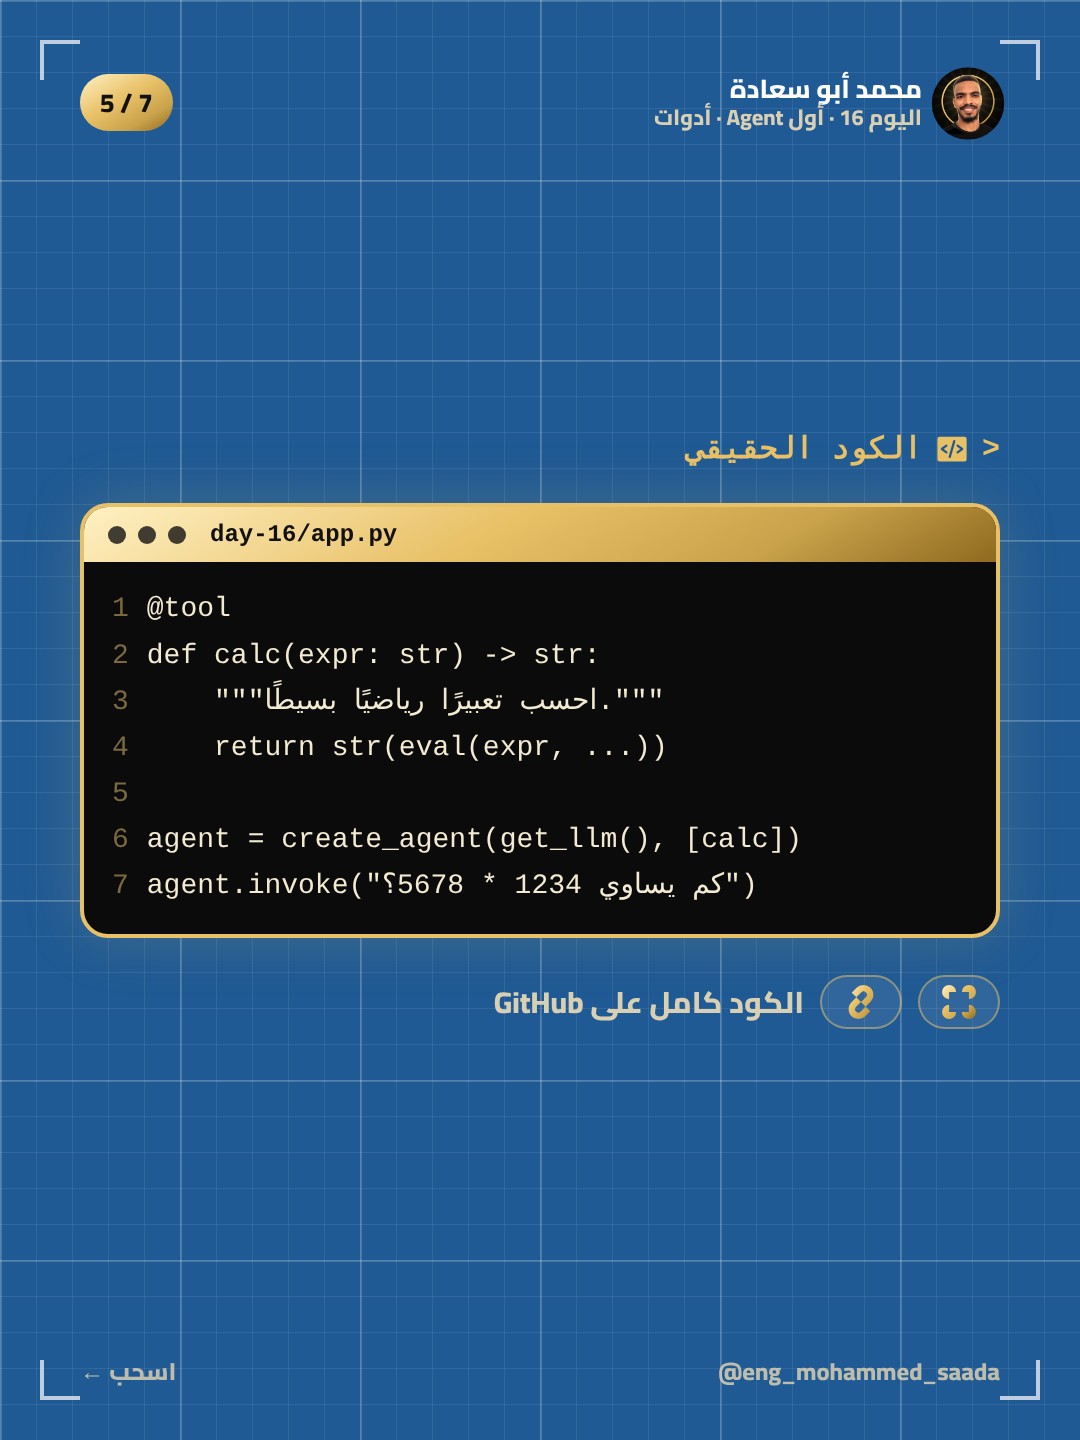 محمد أبو سعادة
اليوم 16 · أول Agent · أدوات
5 / 7
> الكود الحقيقي
day-16/app.py
1 @tool
2 def calc(expr: str) -> str:
3     """احسب تعبيرًا رياضيًا بسيطًا."""
4     return str(eval(expr, ...))
5
6 agent = create_agent(get_llm(), [calc])
7 agent.invoke("كم يساوي 1234 * 5678؟")
الكود كامل على GitHub
@eng_mohammed_saada
اسحب ←